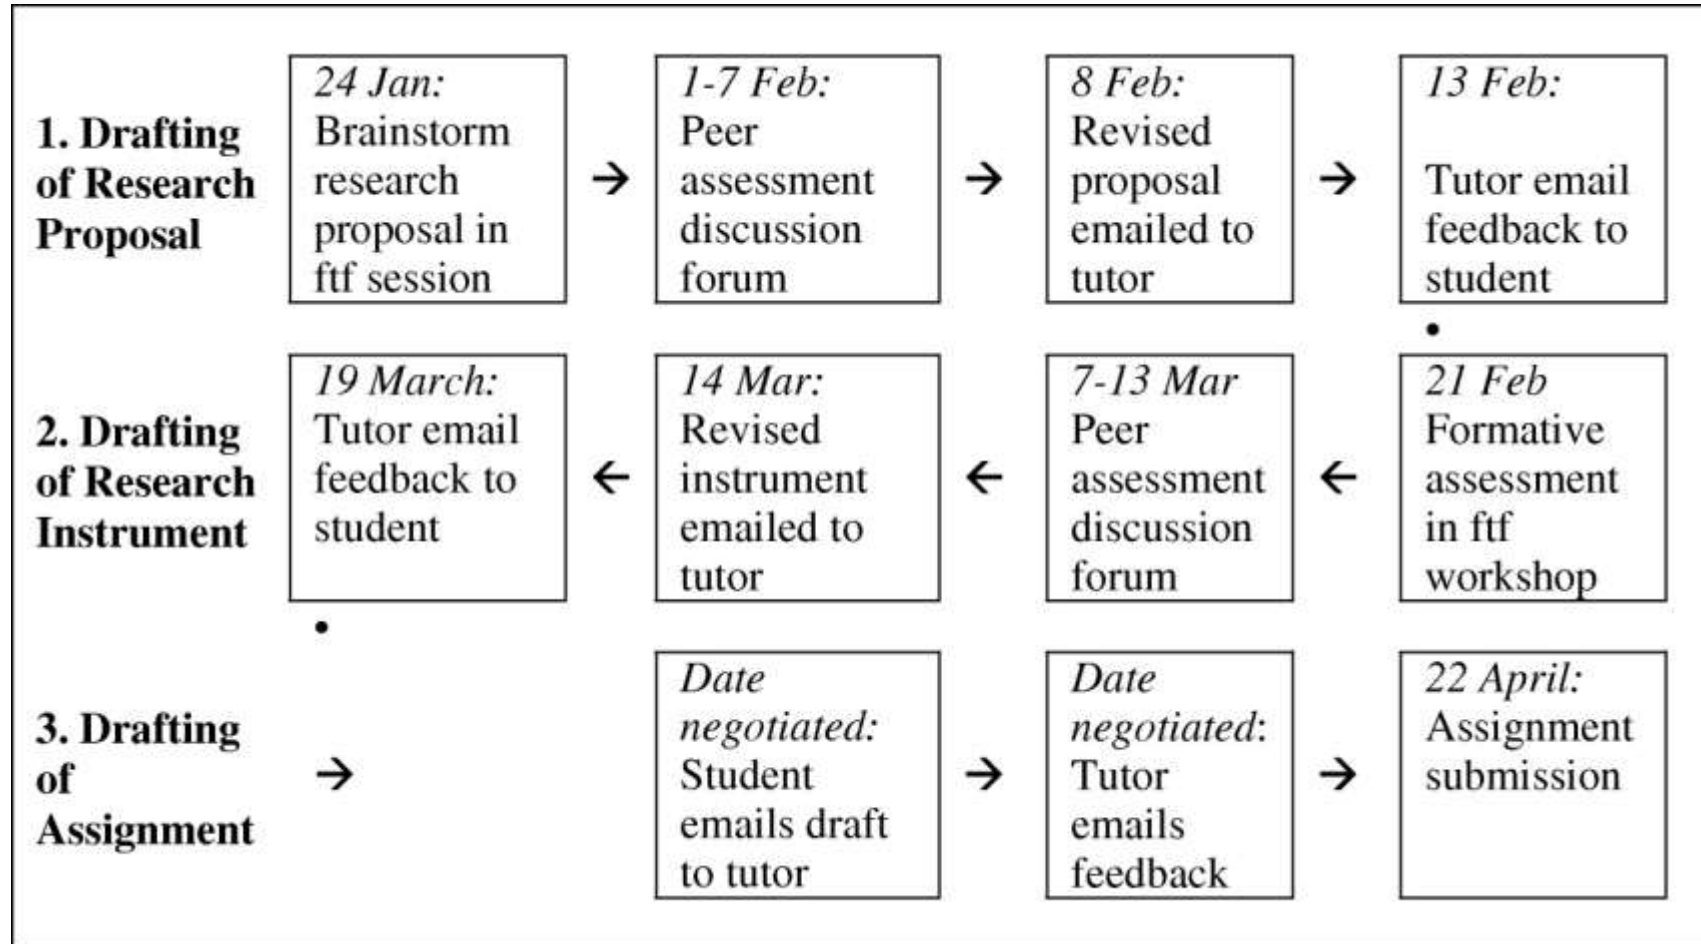 1. Drafting
of Research
Proposal
24 Jan:
Brainstorm
research
proposal in
ftf session
→
1-7 Feb:
Peer
assessment
discussion
forum
→
8 Feb:
Revised
proposal
emailed to
tutor
→
13 Feb:
Tutor email
feedback to
student
•
2. Drafting
of Research
Instrument
19 March:
Tutor email
feedback to
student
←
14 Mar:
Revised
instrument
emailed to
tutor
←
7-13 Mar
Peer
assessment
discussion
forum
←
21 Feb
Formative
assessment
in ftf
workshop
•
3. Drafting
of
Assignment
→
Date
negotiated:
Student
emails draft
to tutor
→
Date
negotiated:
Tutor
emails
feedback
→
22 April:
Assignment
submission